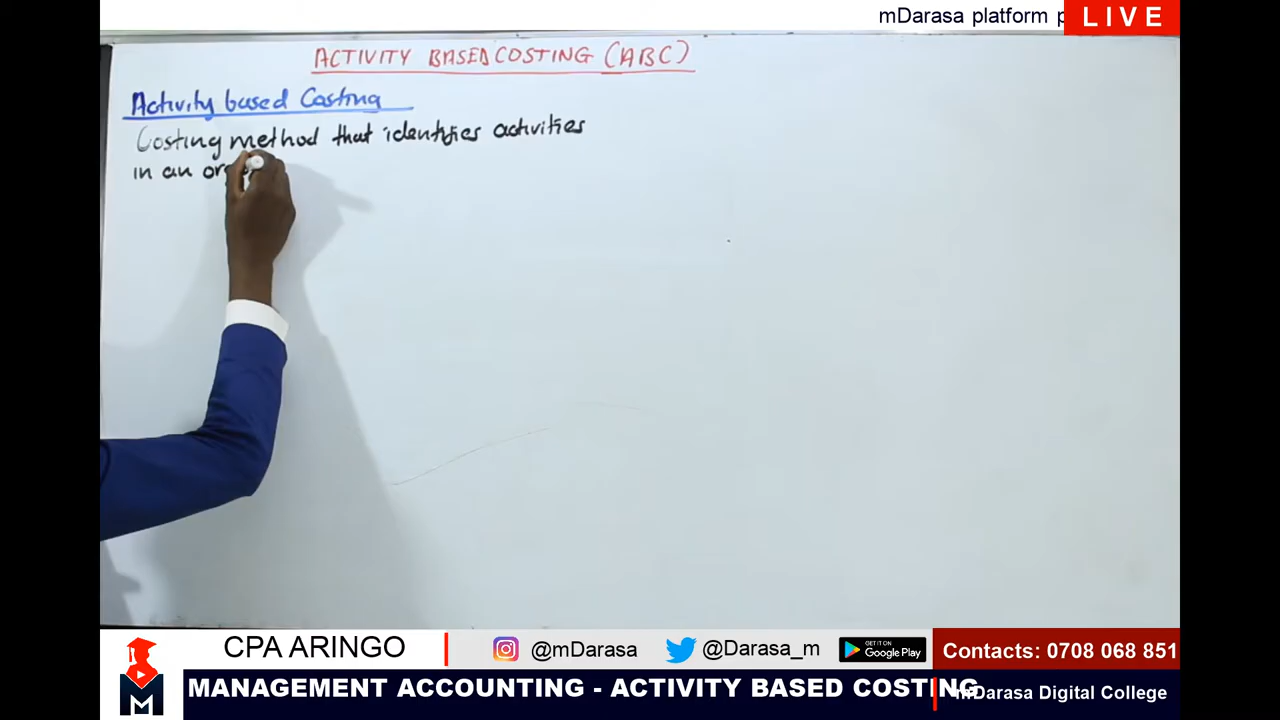 mDarasa platform
LIVE
ACTIVITY BASED COSTING (ABC)
Activity based Costing
Costing method that identifies activities
in an
CPA ARINGO
@mDarasa
@Darasa_m
GET IT ON
Google Play
Contacts: 0708 068 851
M
MANAGEMENT ACCOUNTING - ACTIVITY BASED COSTING
mDarasa Digital College